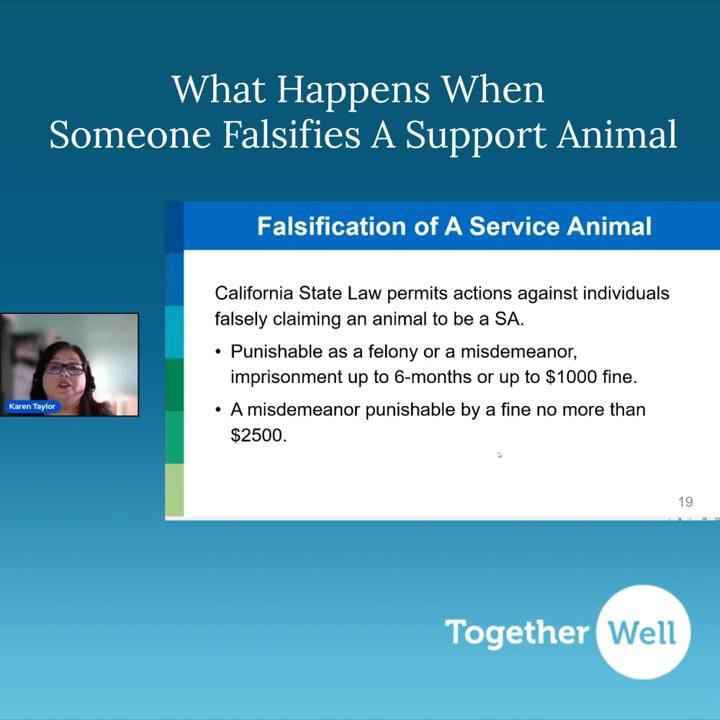 What Happens When
Someone Falsifies A Support Animal
Falsification of A Service Animal
California State Law permits actions against individuals
falsely claiming an animal to be a SA.
• Punishable as a felony or a misdemeanor,
imprisonment up to 6-months or up to $1000 fine.
• A misdemeanor punishable by a fine no more than
$2500.
Karen Taylor
19
Together Well